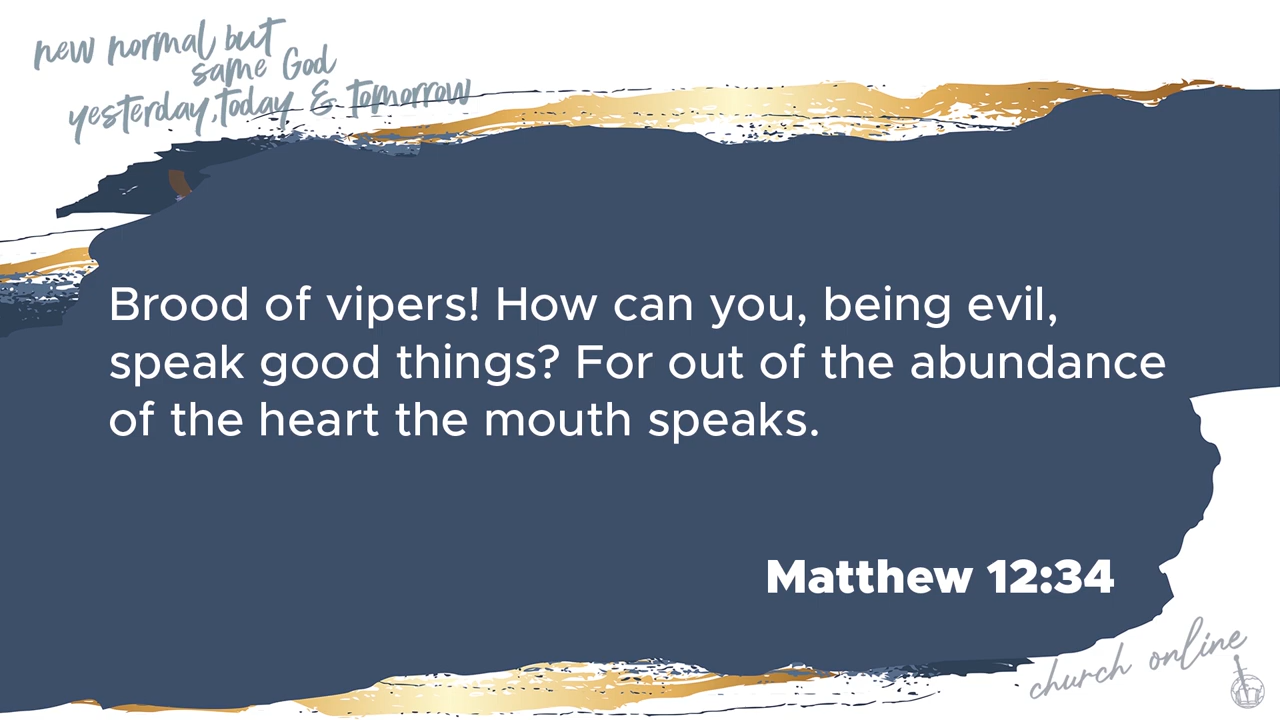 new normal but
same God
yesterday, today & tomorrow
Brood of vipers! How can you, being evil,
speak good things? For out of the abundance
of the heart the mouth speaks.
Matthew 12:34
church online